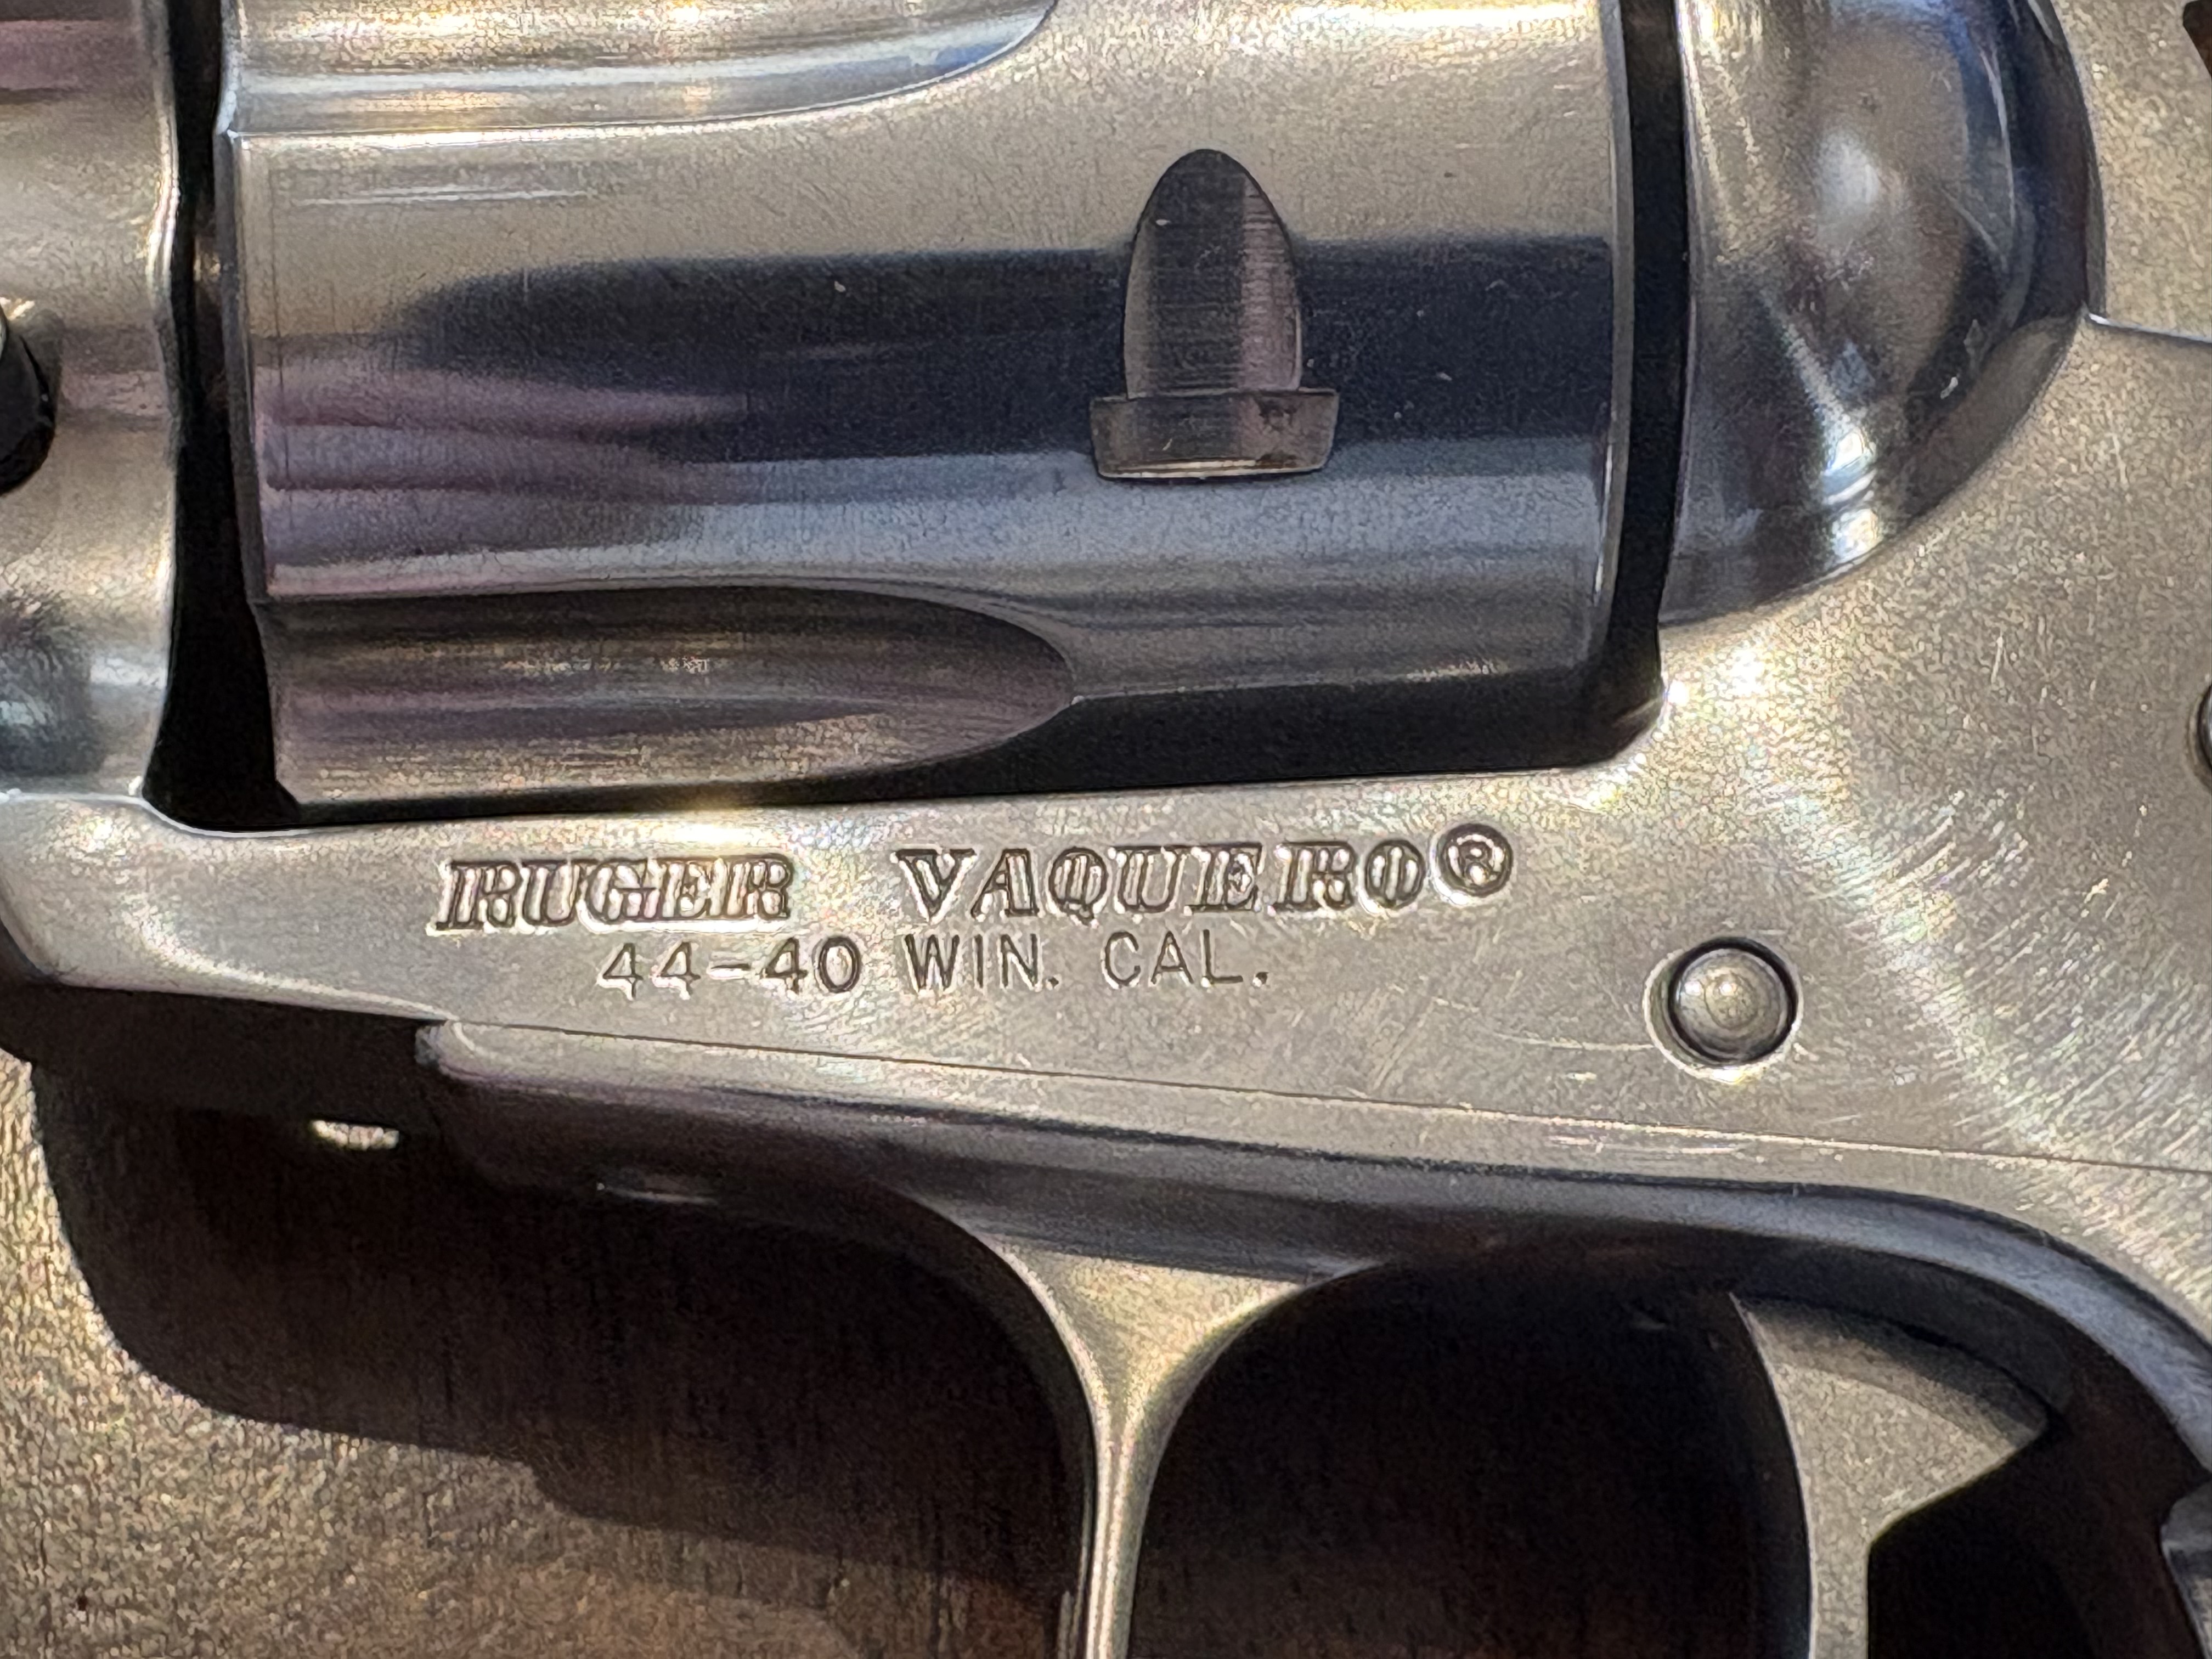 RUGER VAQUERO®
44-40 WIN. CAL.